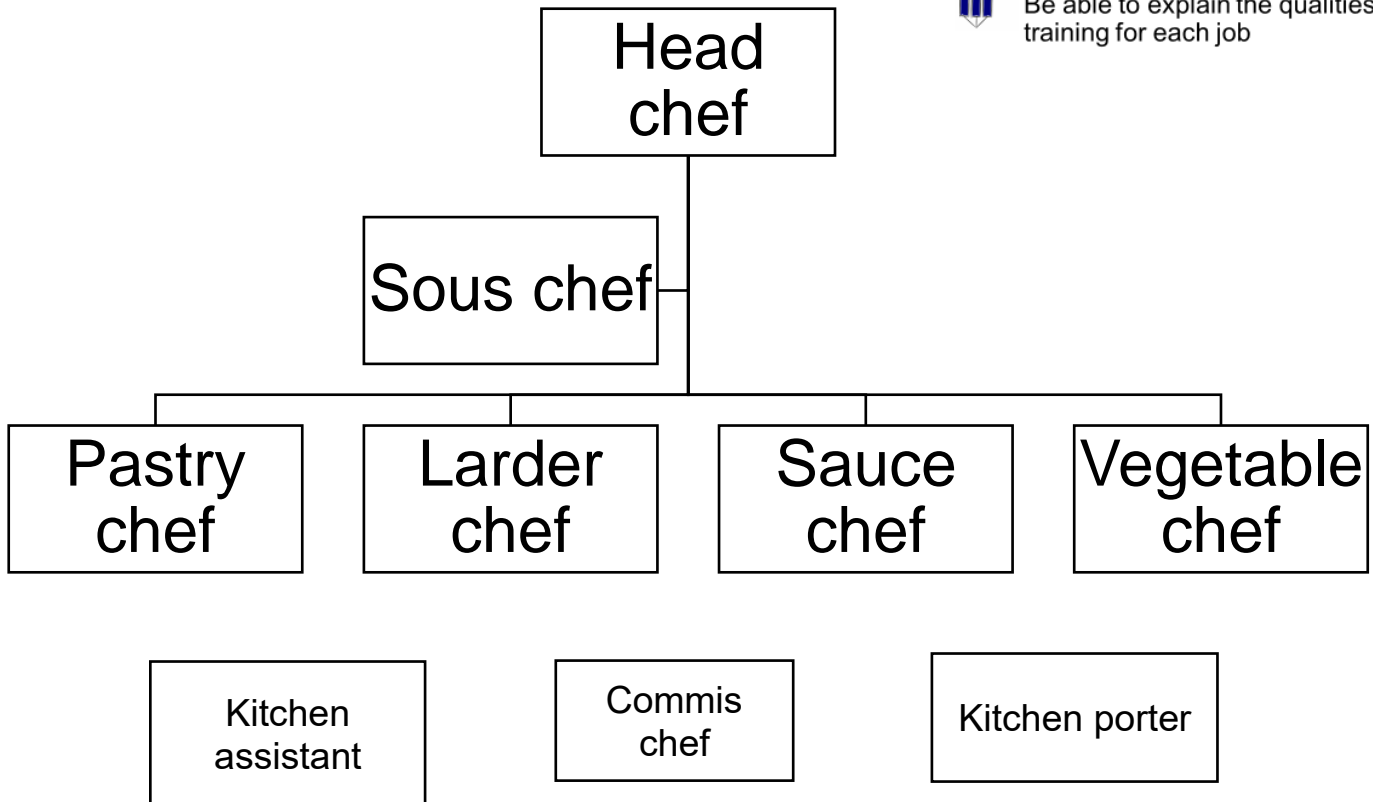 Be able to explain the qualities
training for each job
Head
chef
Sous chef
Pastry
chef
Larder
chef
Sauce
chef
Vegetable
chef
Kitchen
assistant
Commis
chef
Kitchen porter